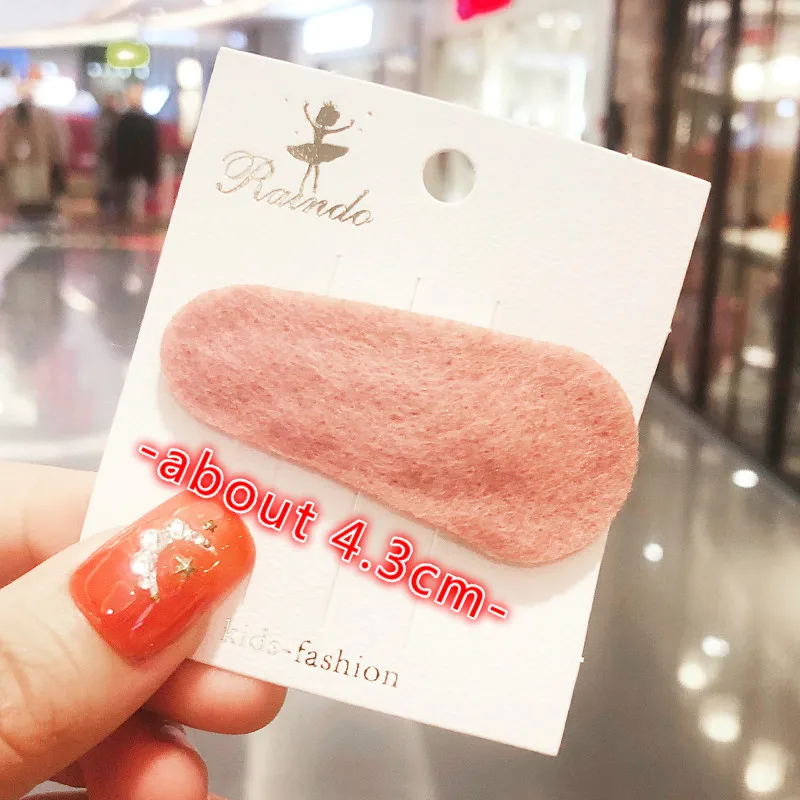 Raindo
-about 4.3cm-
kids-fashion